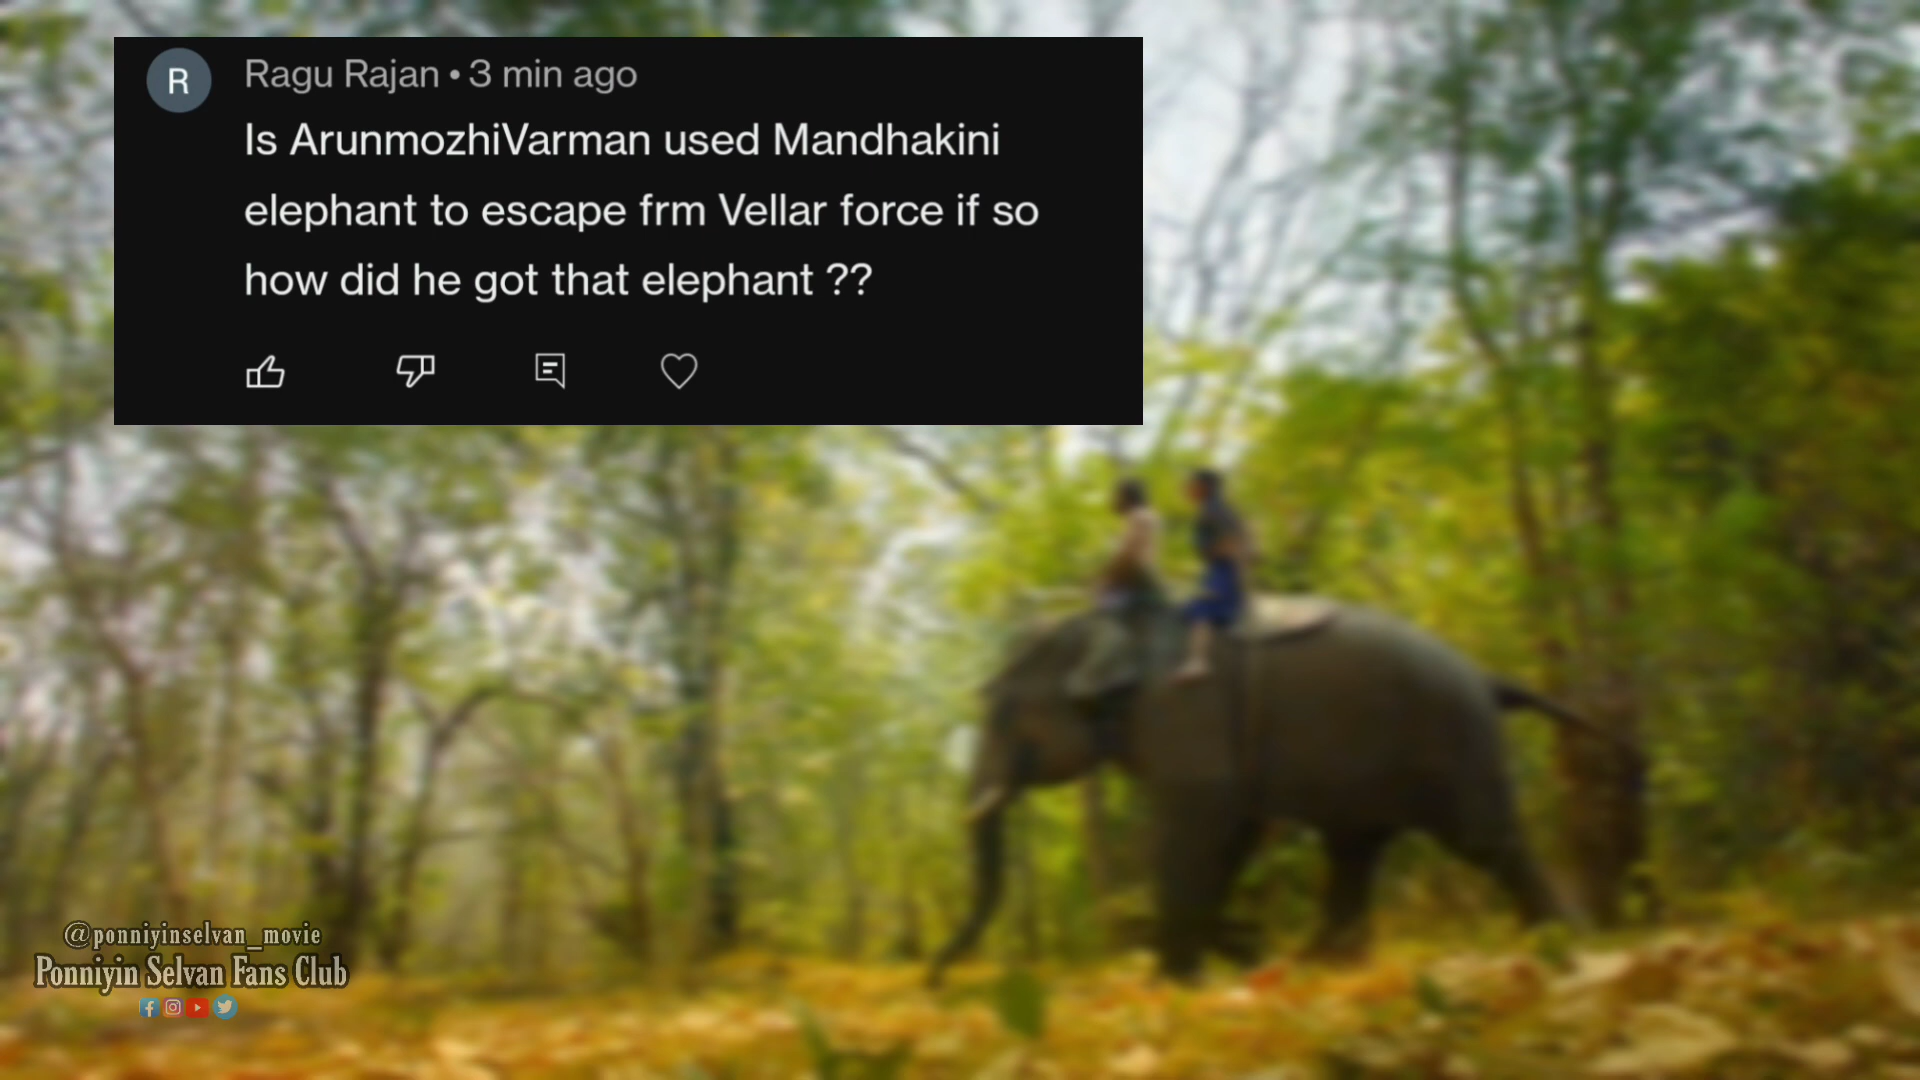 R
Ragu Rajan • 3 min ago
Is ArunmozhiVarman used Mandhakini
elephant to escape frm Vellar force if so
how did he got that elephant ??
@ponniyinselvan_movie
Ponniyin Selvan Fans Club